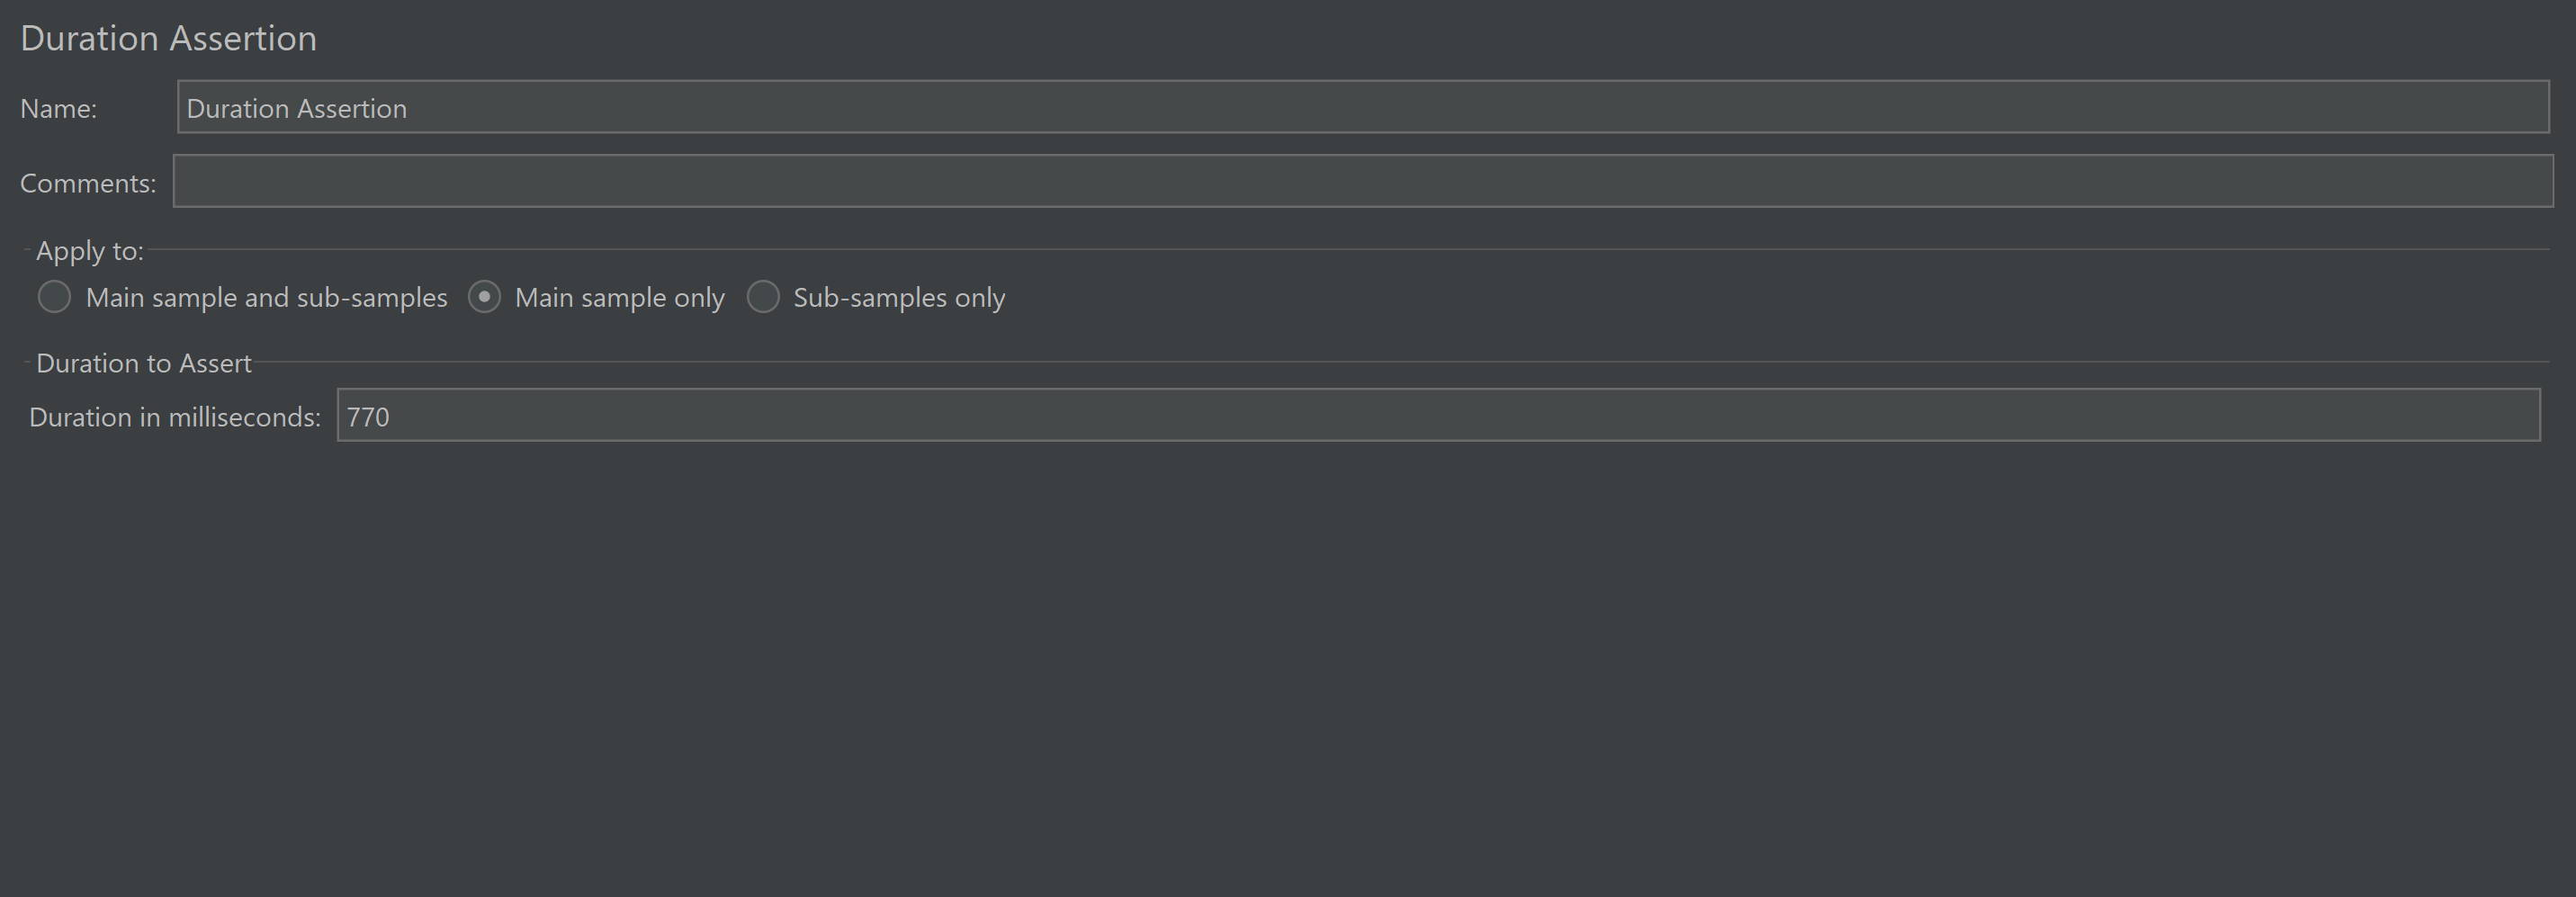 Duration Assertion
Name: Duration Assertion
Comments:
Apply to:
Main sample and sub-samples Main sample only Sub-samples only
Duration to Assert
Duration in milliseconds: 770